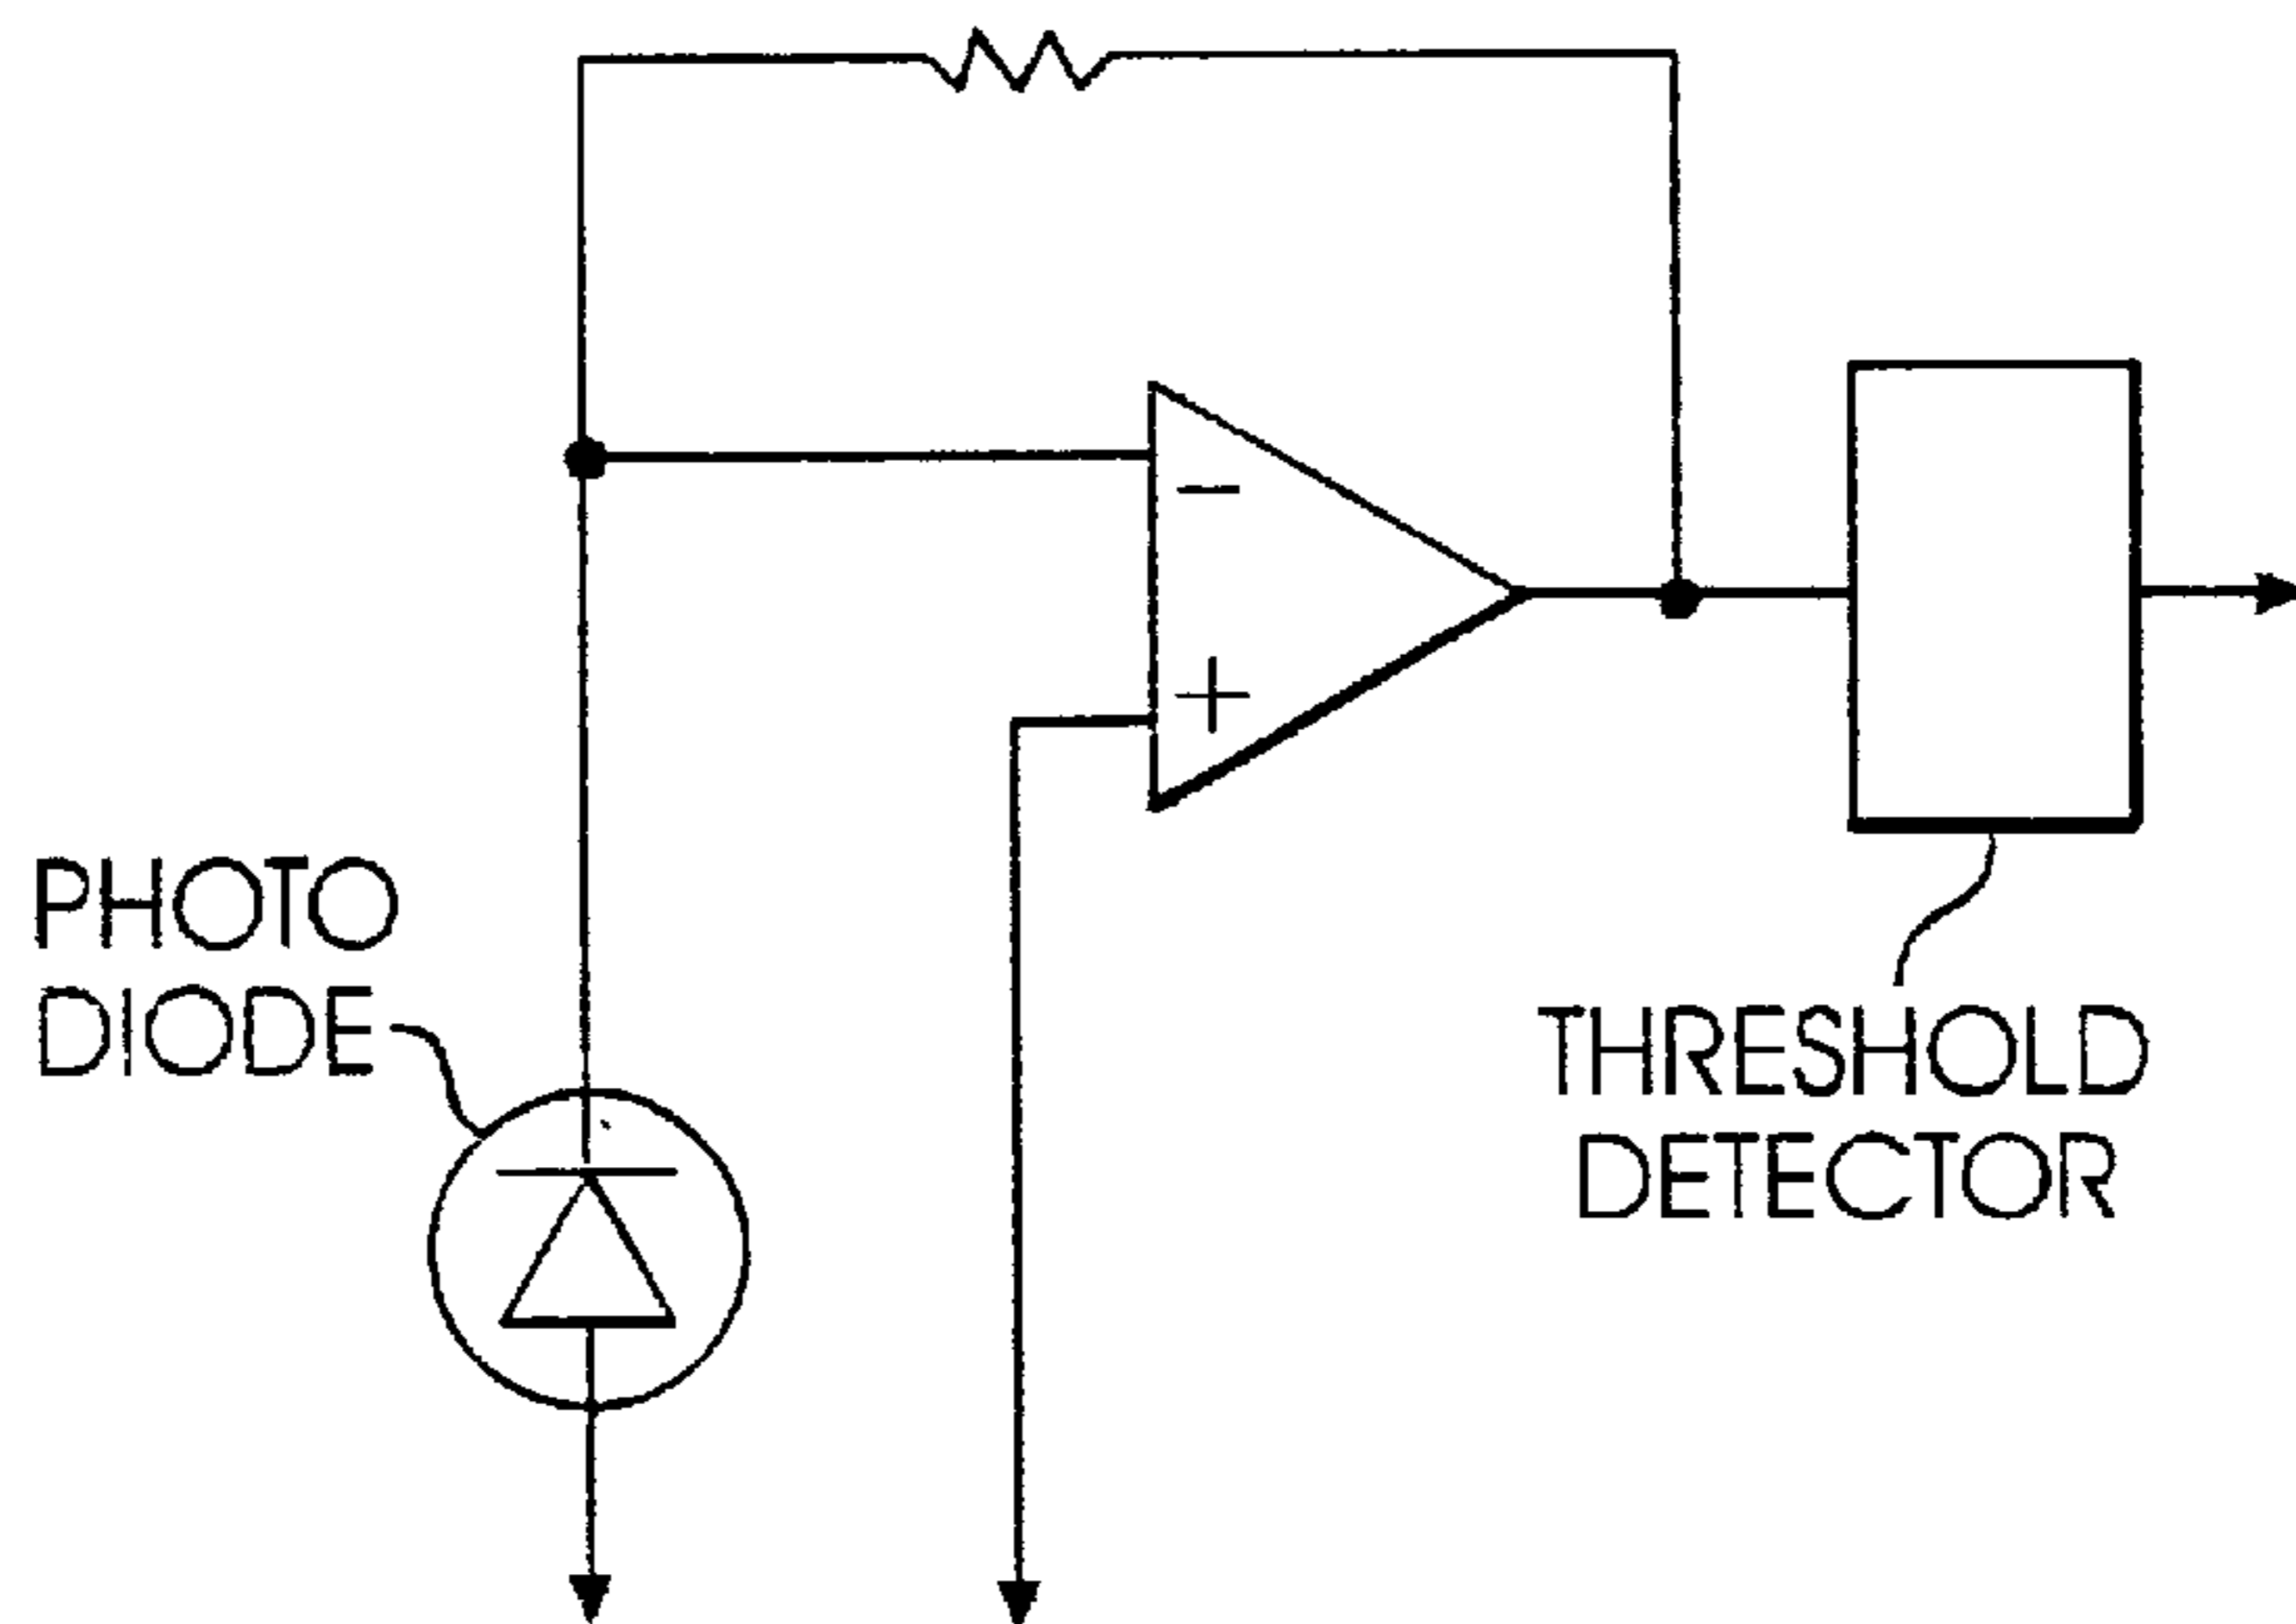 −
+
PHOTO
DIODE
THRESHOLD
DETECTOR